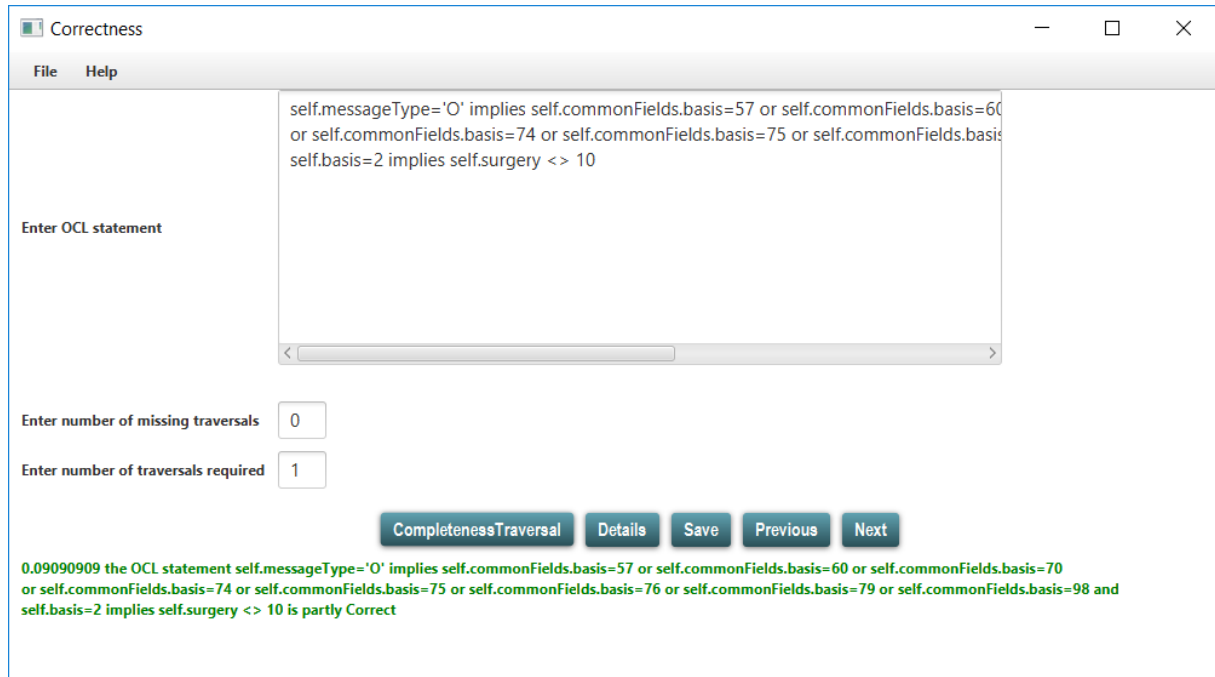 Correctness
File Help
self.messageType='O' implies self.commonFields.basis=57 or self.commonFields.basis=60
or self.commonFields.basis=74 or self.commonFields.basis=75 or self.commonFields.basis
self.basis=2 implies self.surgery <> 10
Enter OCL statement
Enter number of missing traversals 0
Enter number of traversals required 1
CompletenessTraversal Details Save Previous Next
0.09090909 the OCL statement self.messageType='O' implies self.commonFields.basis=57 or self.commonFields.basis=60 or self.commonFields.basis=70
or self.commonFields.basis=74 or self.commonFields.basis=75 or self.commonFields.basis=76 or self.commonFields.basis=79 or self.commonFields.basis=98 and
self.basis=2 implies self.surgery <> 10 is partly Correct